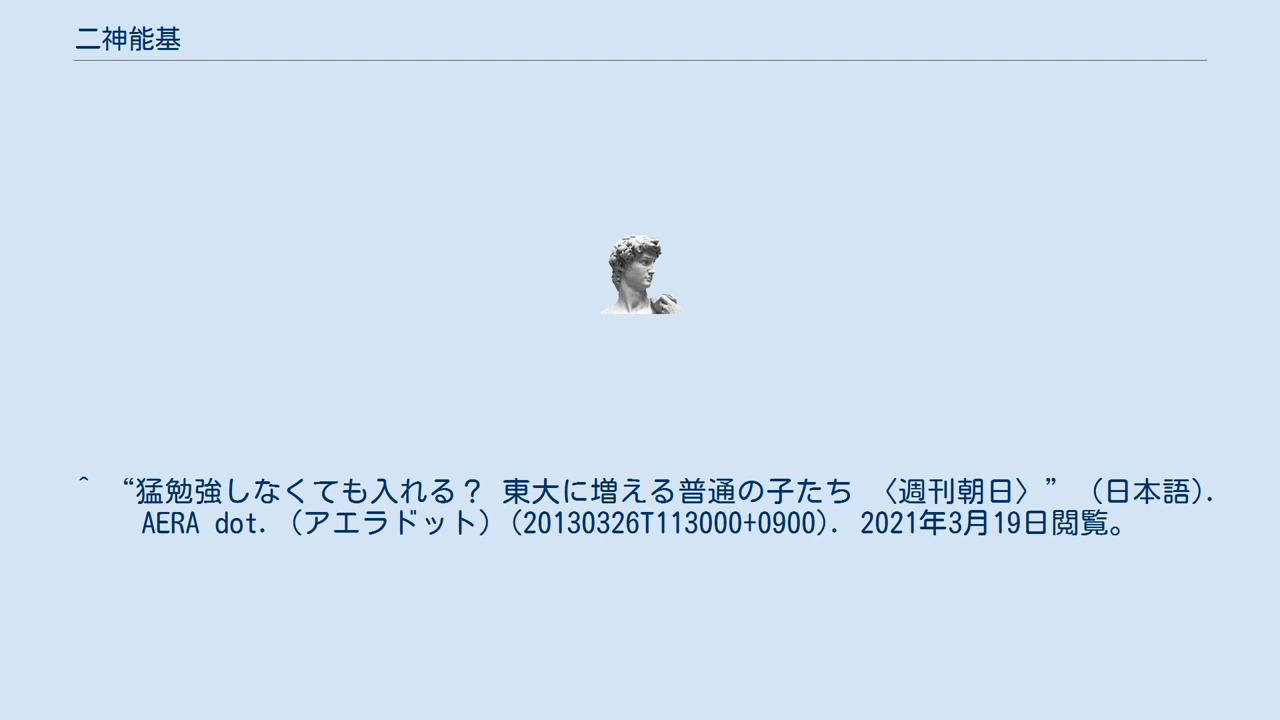 二神能基
^ “猛勉強しなくても入れる？ 東大に増える普通の子たち 〈週刊朝日〉” (日本語).
AERA dot. (アエラドット) (20130326T113000+0900). 2021年3月19日閲覧。